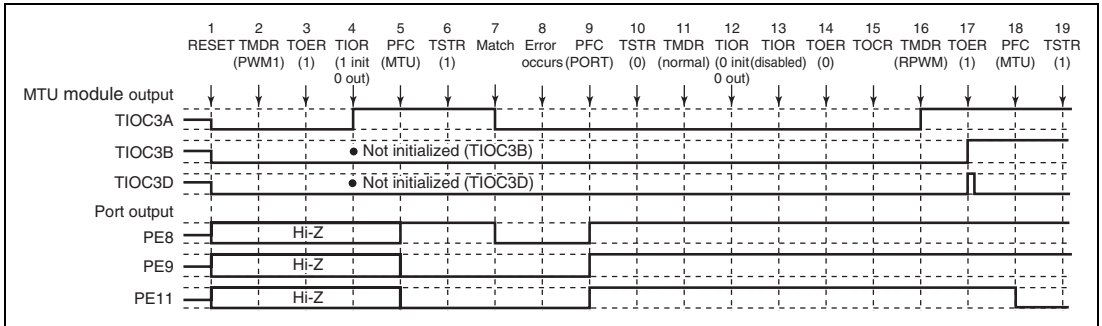 1 2 3 4 5 6 7 8 9 10 11 12 13 14 15 16 17 18 19
RESET TMDR TOER TIOR PFC TSTR Match Error PFC TSTR TMDR TIOR TIOR TOER TOCR TMDR TOER PFC TSTR
(PWM1) (1) (1 init (MTU) (1) occurs (PORT) (0) (normal) (0 init (disabled) (0) (RPWM) (1) (MTU) (1)
0 out) 0 out)
MTU module output
TIOC3A
TIOC3B • Not initialized (TIOC3B)
TIOC3D • Not initialized (TIOC3D)
Port output
PE8 Hi-Z
PE9 Hi-Z
PE11 Hi-Z